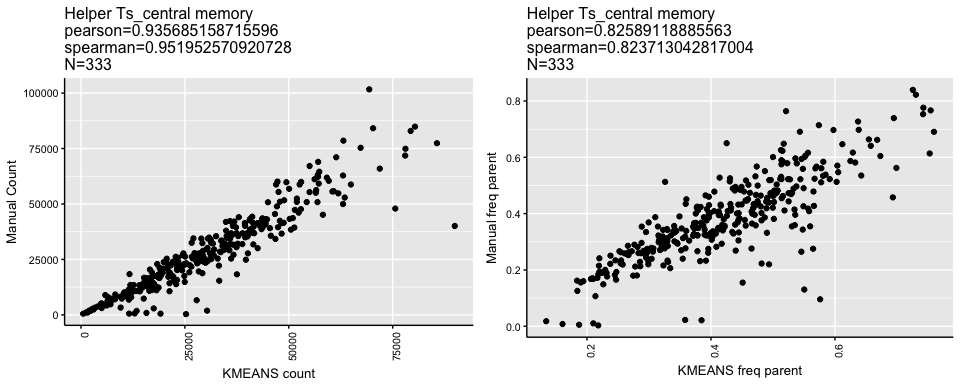 Helper Ts_central memory
pearson=0.935685158715596
spearman=0.951952570920728
N=333
100000
75000
50000
25000
0
Manual Count
0
25000
50000
75000
KMEANS count
Helper Ts_central memory
pearson=0.82589118885563
spearman=0.823713042817004
N=333
0.8
0.6
0.4
0.2
0.0
Manual freq parent
0.2
0.4
0.6
KMEANS freq parent